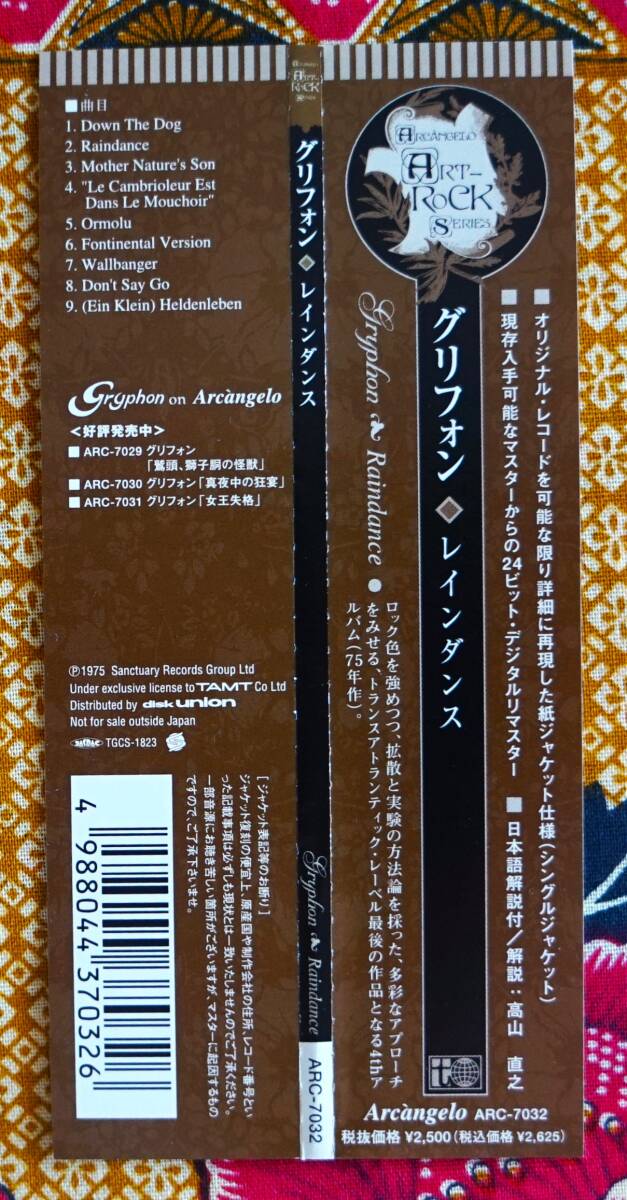 ■曲目
1. Down The Dog
2. Raindance
3. Mother Nature's Son
4. "Le Cambrioleur Est
Dans Le Mouchoir"
5. Ormolu
6. Fontinental Version
7. Wallbanger
8. Don't Say Go
9. (Ein Klein) Heldenleben
Gryphon on Arcàngelo
<好評発売中>
■ ARC-7029 グリフォン
「鷲頭、獅子胴の怪獣」
■ ARC-7030 グリフォン「真夜中の狂宴」
■ ARC-7031 グリフォン「女王失格」
Ⓟ1975 Sanctuary Records Group Ltd
Under exclusive license to TAMT Co Ltd
Distributed by disk union
Not for sale outside Japan
TGCS-1823
[ジャケット表記等のお断り]
ジャケット復刻の便宜上、原産国や制作会社の住所、レコード番号とい
った記載事項は必ずしも現状とは一致いたしませんのでご了承ください。
一部音源にお聴き苦しい箇所がございますが、マスターに起因するもの
ですので、ご了承下さいませ。
4 988044 370326
ARCÀNGELO
ART-
ROCK
SERIES
グリフォン◆レインダンス
Gryphon Raindance
ARC-7032
ARCÀNGELO
ART-
ROCK
SERIES
■オリジナル・レコードを可能な限り詳細に再現した紙ジャケット仕様(シングルジャケット)
■現存入手可能なマスターからの24ビット・デジタルリマスター ■日本語解説付/解説:高山 直之
グリフォン◆レインダンス
Gryphon Raindance
●ロック色を強めつつ、拡散と実験の方法論を採った、多彩なアプローチ
をみせる、トランスアトランティック・レーベル最後の作品となる4thア
ルバム(75年作)。
Arcàngelo ARC-7032
税抜価格 ¥2,500(税込価格 ¥2,625)